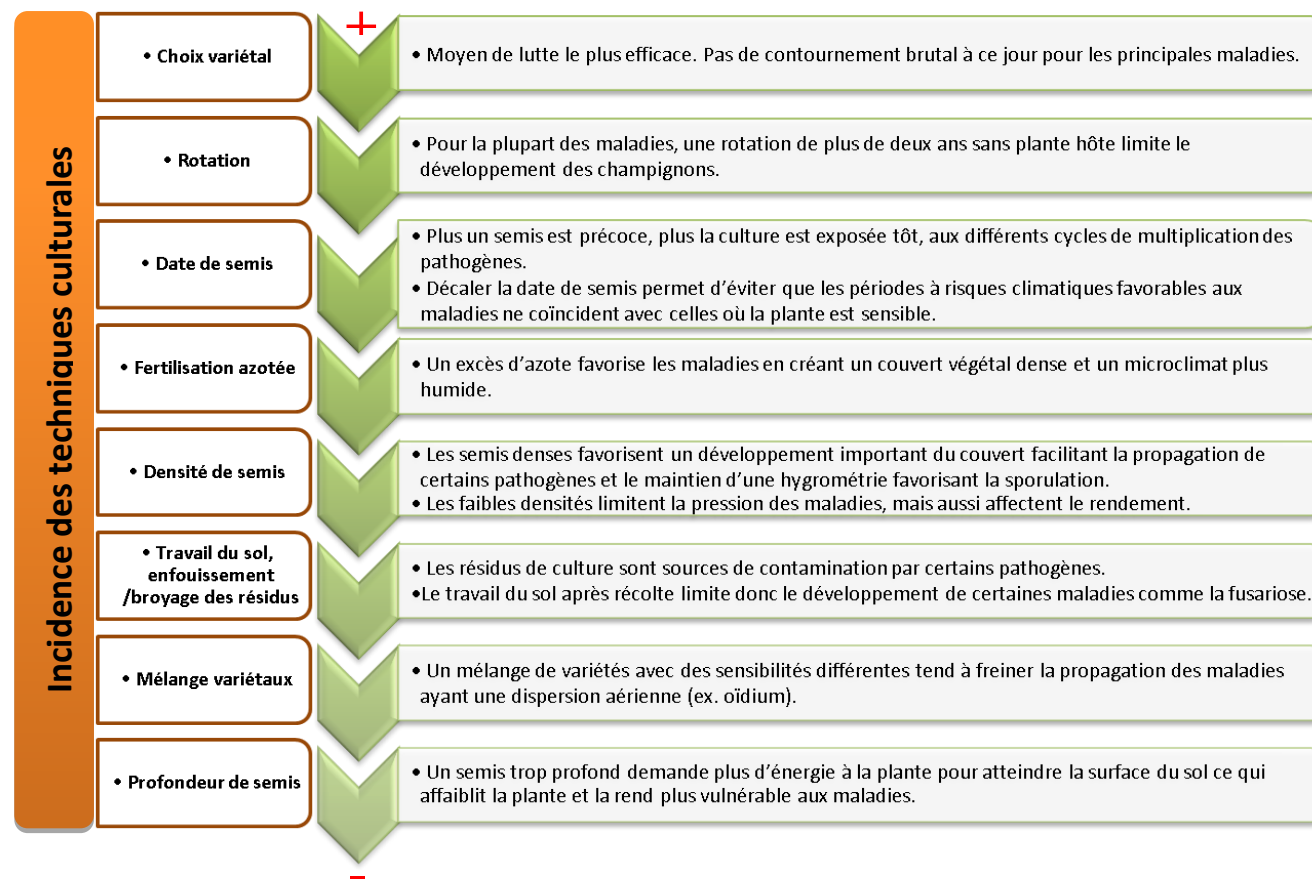 Incidence des techniques culturales
+
• Choix variétal
• Moyen de lutte le plus efficace. Pas de contournement brutal à ce jour pour les principales maladies.
• Rotation
• Pour la plupart des maladies, une rotation de plus de deux ans sans plante hôte limite le
développement des champignons.
• Date de semis
• Plus un semis est précoce, plus la culture est exposée tôt, aux différents cycles de multiplication des
pathogènes.
• Décaler la date de semis permet d’éviter que les périodes à risques climatiques favorables aux
maladies ne coïncident avec celles où la plante est sensible.
• Fertilisation azotée
• Un excès d’azote favorise les maladies en créant un couvert végétal dense et un microclimat plus
humide.
• Densité de semis
• Les semis denses favorisent un développement important du couvert facilitant la propagation de
certains pathogènes et le maintien d’une hygrométrie favorisant la sporulation.
• Les faibles densités limitent la pression des maladies, mais aussi affectent le rendement.
• Travail du sol,
enfouissement
/broyage des résidus
• Les résidus de culture sont sources de contamination par certains pathogènes.
•Le travail du sol après récolte limite donc le développement de certaines maladies comme la fusariose.
• Mélange variétaux
• Un mélange de variétés avec des sensibilités différentes tend à freiner la propagation des maladies
ayant une dispersion aérienne (ex. oïdium).
• Profondeur de semis
• Un semis trop profond demande plus d’énergie à la plante pour atteindre la surface du sol ce qui
affaiblit la plante et la rend plus vulnérable aux maladies.
-